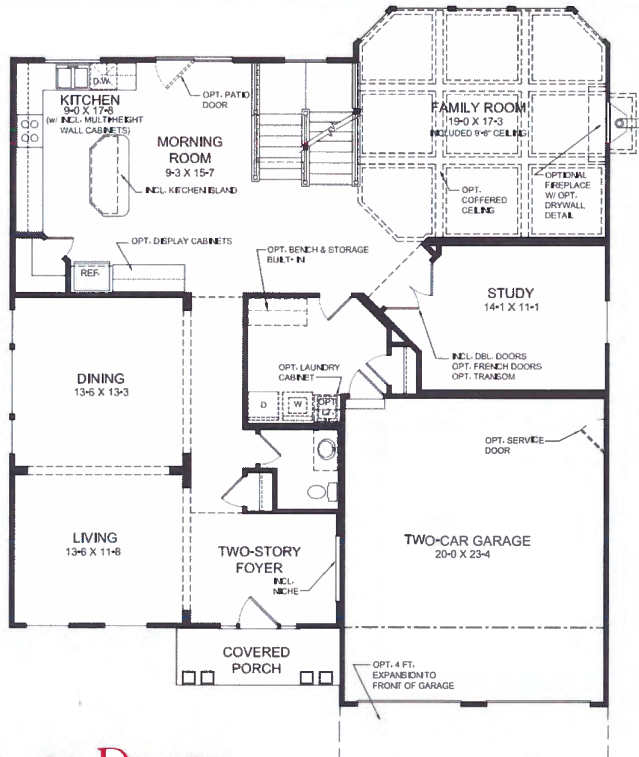 D.W.
KITCHEN
9-0 X 17-8
(w/ INCL. MULTI-HEIGHT
WALL CABINETS)
OPT. PATIO
DOOR
MORNING
ROOM
9-3 X 15-7
INCL. KITCHEN ISLAND
FAMILY ROOM
19-0 X 17-3
INCLUDED 9'-6" CEILING
OPT.
COFFERED
CEILING
OPTIONAL
FIREPLACE
W/ OPT.
DRYWALL
DETAIL
REF.
OPT. DISPLAY CABINETS
OPT. BENCH & STORAGE
BUILT- IN
STUDY
14-1 X 11-1
INCL. DBL. DOORS
OPT. FRENCH DOORS
OPT. TRANSOM
DINING
13-6 X 13-3
OPT. LAUNDRY
CABINET
D
W
OPT.
OPT. SERVICE
DOOR
LIVING
13-6 X 11-8
TWO-STORY
FOYER
INCL.
NICHE
TWO-CAR GARAGE
20-0 X 23-4
COVERED
PORCH
OPT. 4 FT.
EXPANSION TO
FRONT OF GARAGE